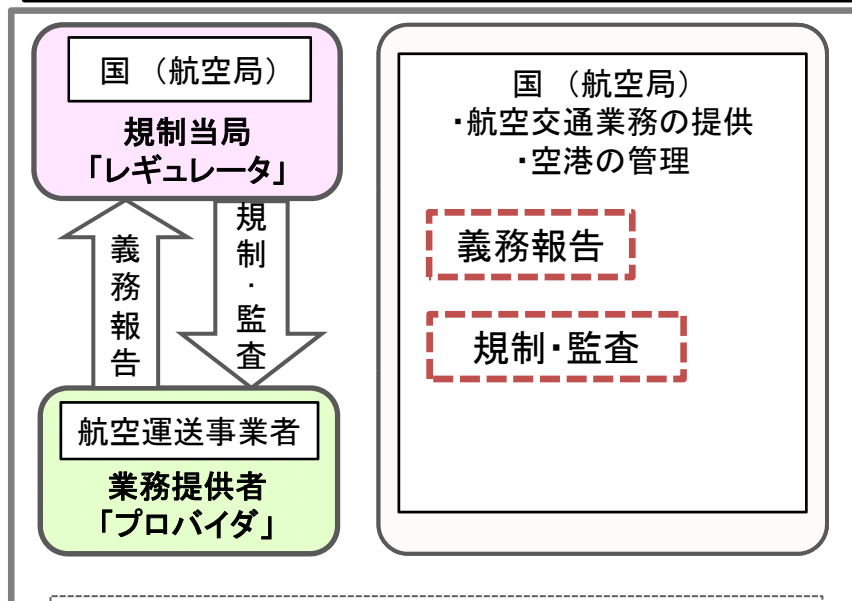 国 （航空局）
規制当局
「レギュレータ」
義務報告
規制・監査
航空運送事業者
業務提供者
「プロバイダ」
国 （航空局）
・航空交通業務の提供
・空港の管理
義務報告
規制・監査